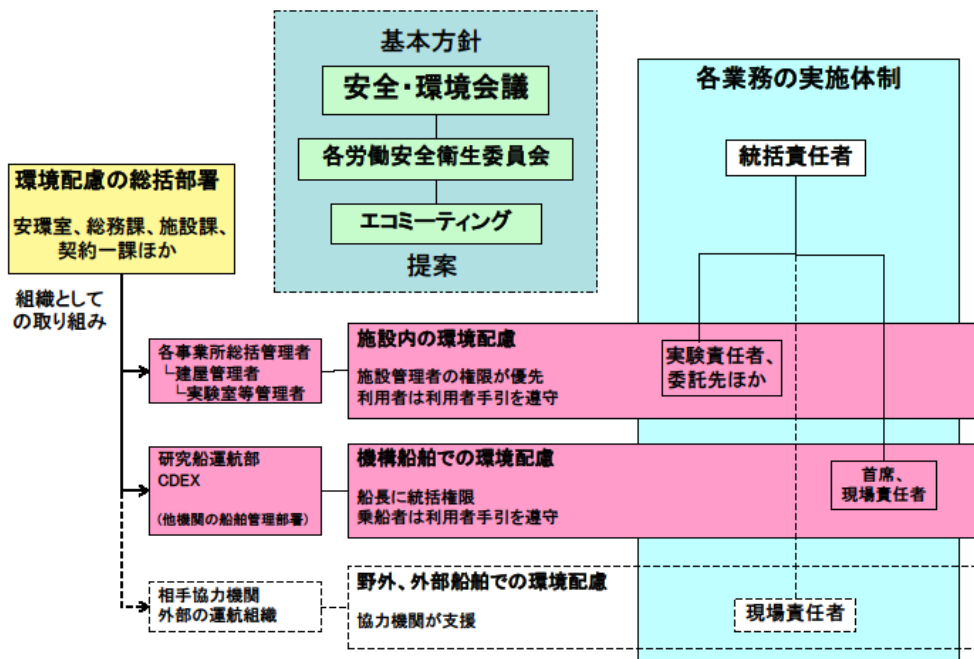 基本方針
安全・環境会議
各労働安全衛生委員会
エコミーティング
提案
各業務の実施体制
統括責任者
環境配慮の総括部署
安環室、総務課、施設課、
契約一課ほか
組織として
の取り組み
各事業所総括管理者
└建屋管理者
└実験室等管理者
施設内の環境配慮
施設管理者の権限が優先
利用者は利用者手引を遵守
実験責任者、
委託先ほか
研究船運航部
CDEX
(他機関の船舶管理部署)
機構船舶での環境配慮
船長に統括権限
乗船者は利用者手引を遵守
首席、
現場責任者
相手協力機関
外部の運航組織
野外、外部船舶での環境配慮
協力機関が支援
現場責任者